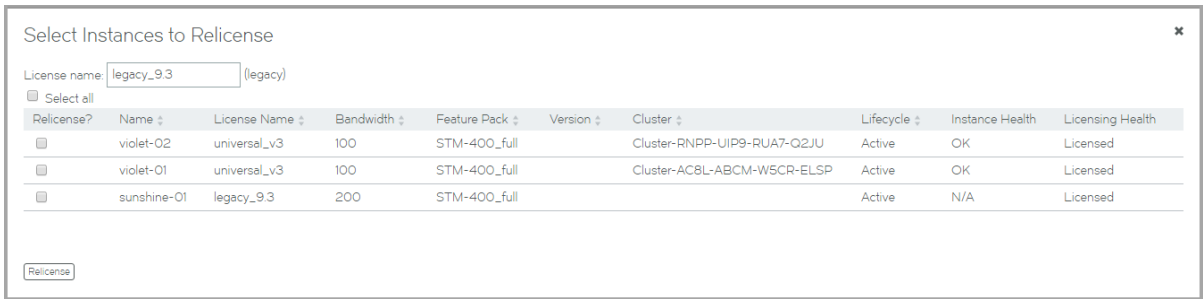 Select Instances to Relicense
License name: legacy_9.3 (legacy)
Select all
Relicense? Name License Name Bandwidth Feature Pack Version Cluster Lifecycle Instance Health Licensing Health
violet-02 universal_v3 100 STM-400_full Cluster-RNPP-UIP9-RUA7-Q2JU Active OK Licensed
violet-01 universal_v3 100 STM-400_full Cluster-AC8L-ABCM-W5CR-ELSP Active OK Licensed
sunshine-01 legacy_9.3 200 STM-400_full Active N/A Licensed
Relicense